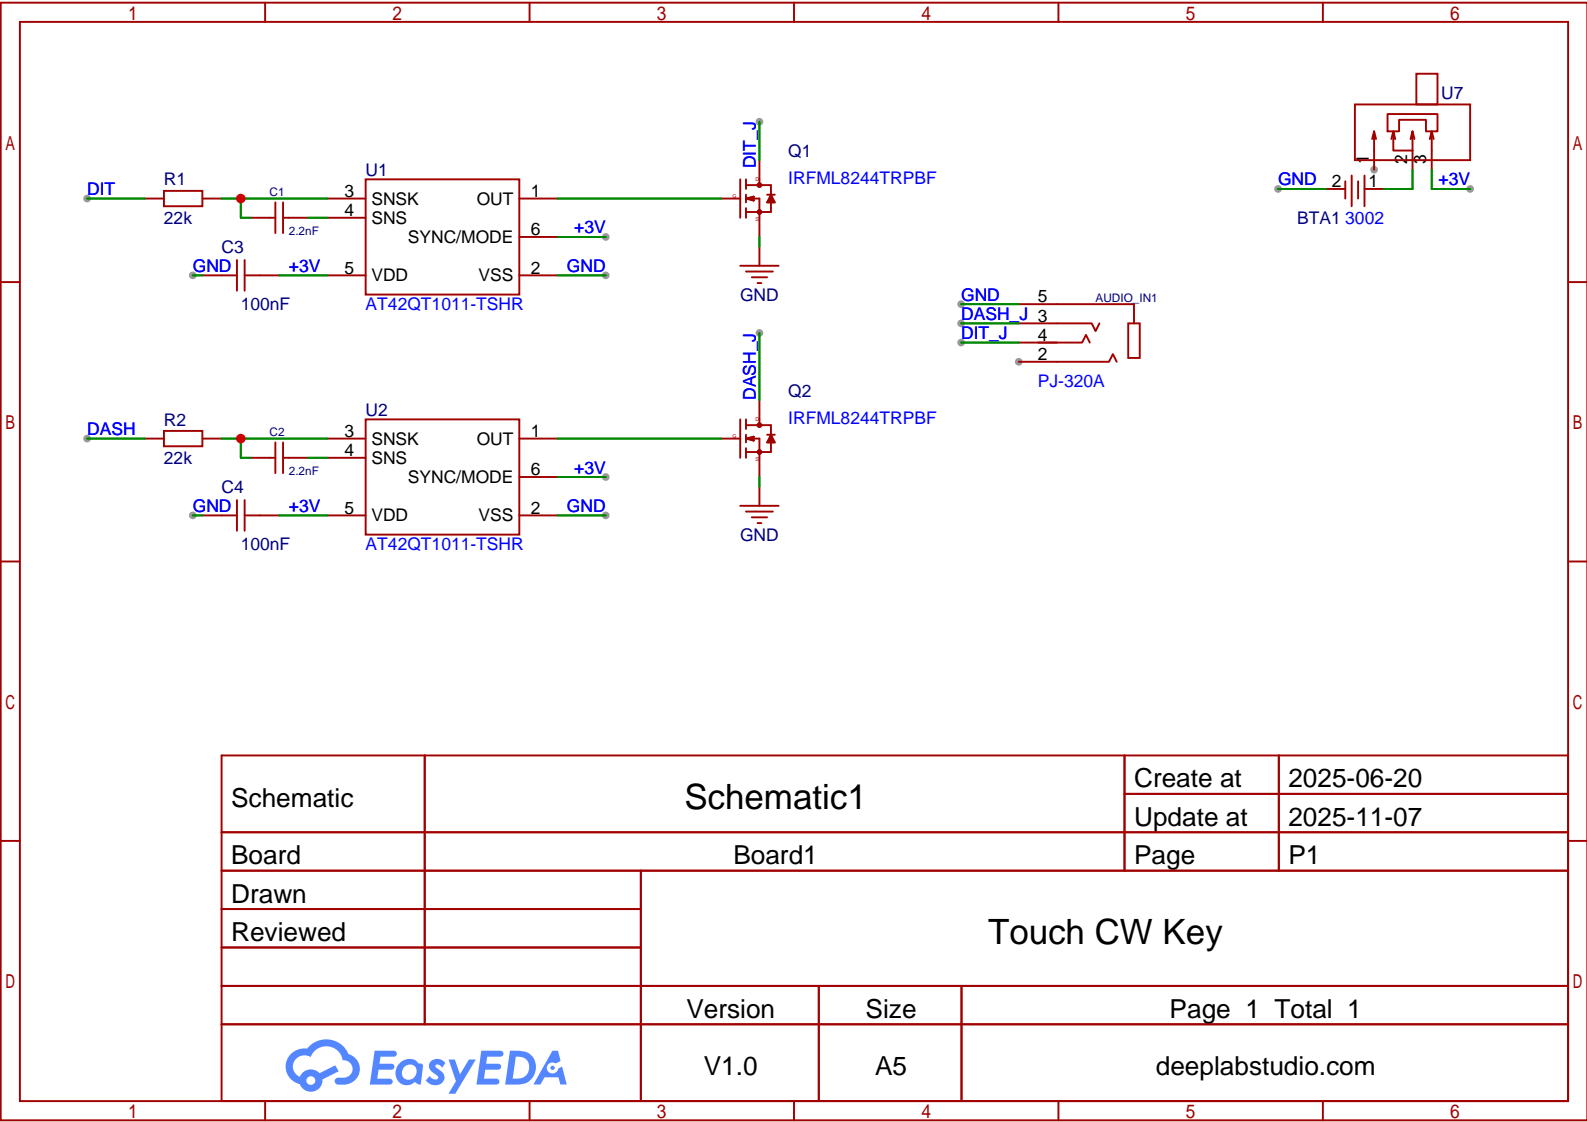 1 2 3 4 5 6
A A
B B
C C
D D
DIT
R1
22k
C1
2.2nF
C3
GND
+3V
100nF
U1
3 SNSK
4 SNS
5 VDD
OUT 1
SYNC/MODE 6
VSS 2
+3V
GND
AT42QT1011-TSHR
DIT_J
Q1
IRFML8244TRPBF
GND
U7
1 2 3
GND 2 1 +3V
BTA1 3002
GND 5 AUDIO_IN1
DASH_J 3
DIT_J 4
2
PJ-320A
DASH
R2
22k
C2
2.2nF
C4
GND
+3V
100nF
U2
3 SNSK
4 SNS
5 VDD
OUT 1
SYNC/MODE 6
VSS 2
+3V
GND
AT42QT1011-TSHR
DASH_J
Q2
IRFML8244TRPBF
GND
Schematic Schematic1
Create at 2025-06-20
Update at 2025-11-07
Board Board1 Page P1
Drawn
Reviewed
Touch CW Key
Version Size Page 1 Total 1
EasyEDA V1.0 A5 deeplabstudio.com
1 2 3 4 5 6